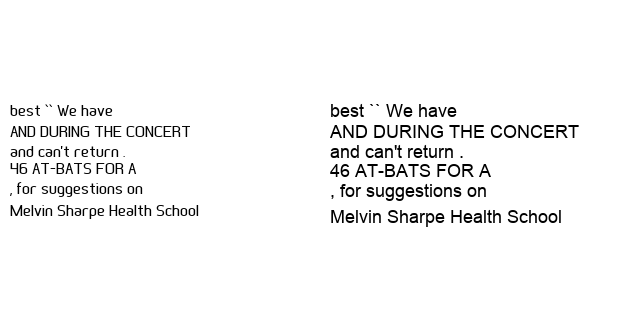 best `` We have
AND DURING THE CONCERT
and can't return .
46 AT-BATS FOR A
, for suggestions on
Melvin Sharpe Health School
best `` We have
AND DURING THE CONCERT
and can't return .
46 AT-BATS FOR A
, for suggestions on
Melvin Sharpe Health School